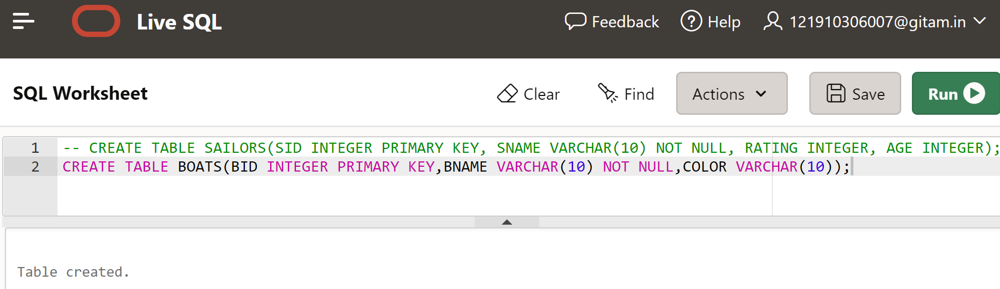 Live SQL
Feedback
Help
121910306007@gitam.in
SQL Worksheet
Clear
Find
Actions
Save
Run
1 -- CREATE TABLE SAILORS(SID INTEGER PRIMARY KEY, SNAME VARCHAR(10) NOT NULL, RATING INTEGER, AGE INTEGER);
2 CREATE TABLE BOATS(BID INTEGER PRIMARY KEY,BNAME VARCHAR(10) NOT NULL,COLOR VARCHAR(10));
Table created.